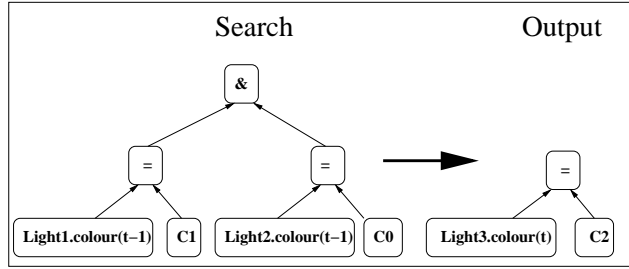 Search Output
&
= = =
Light1.colour(t−1) C1 Light2.colour(t−1) C0 Light3.colour(t) C2